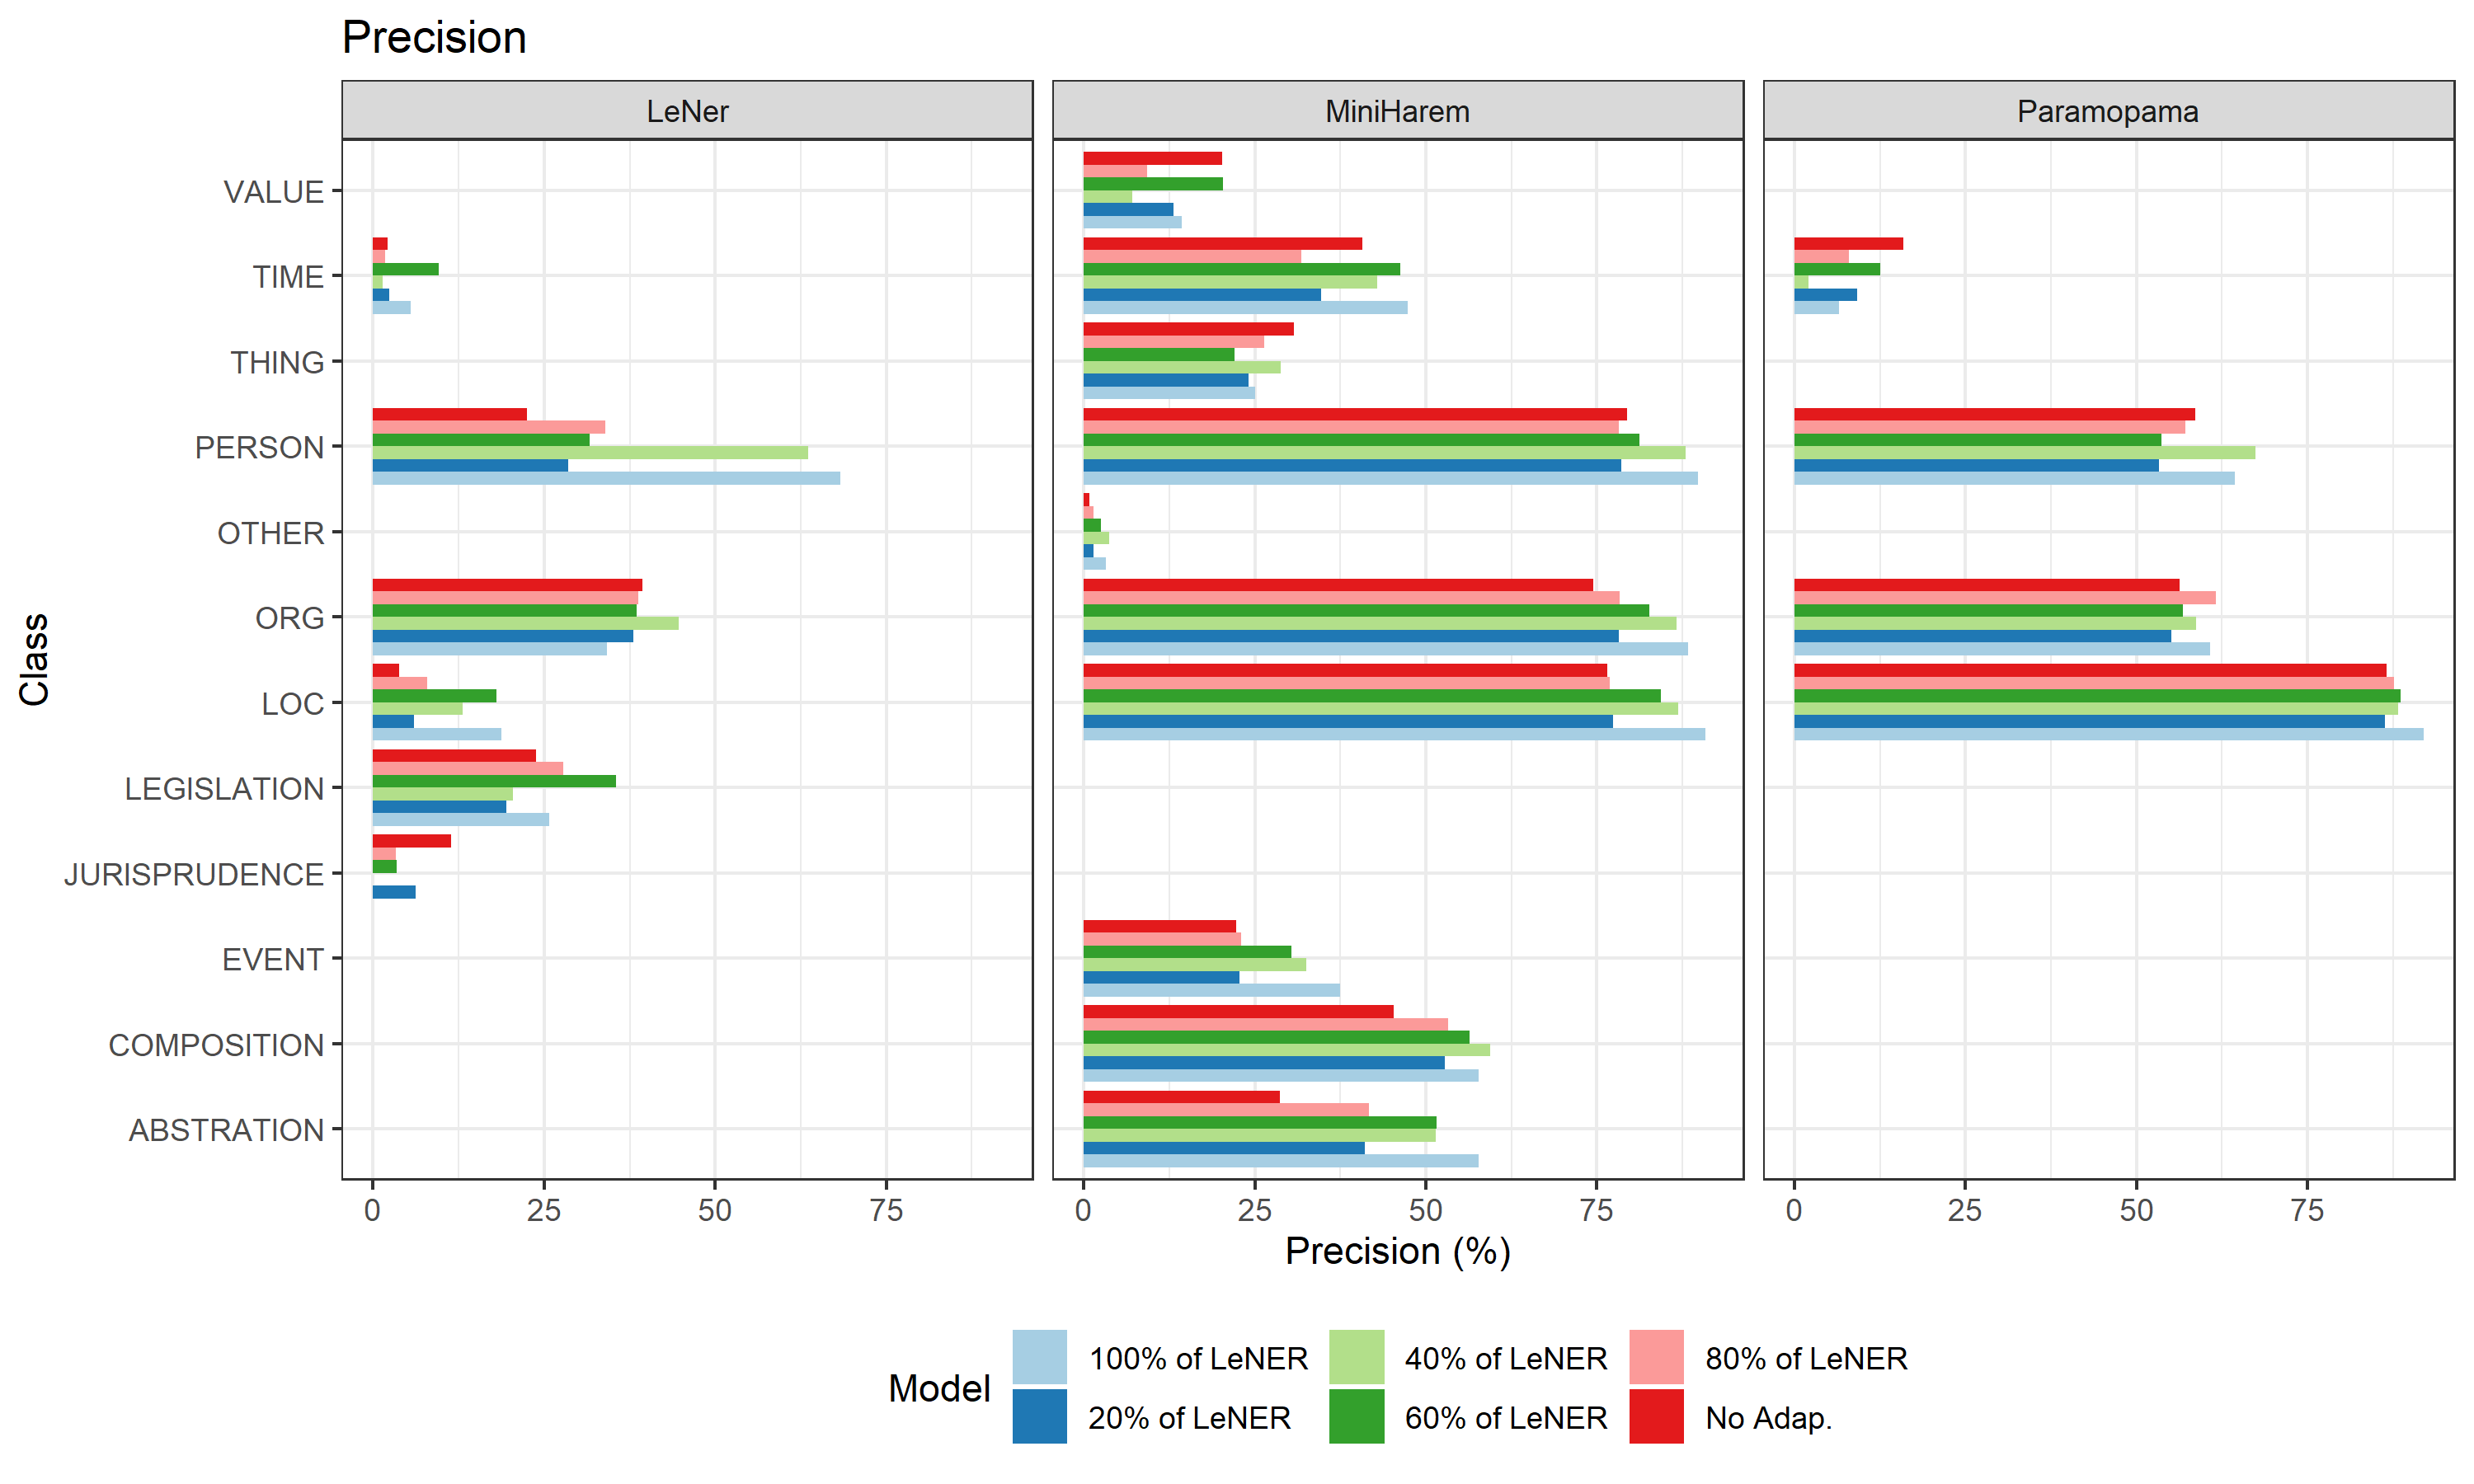 Precision
LeNer
MiniHarem
Paramopama
Class
VALUE
TIME
THING
PERSON
OTHER
ORG
LOC
LEGISLATION
JURISPRUDENCE
EVENT
COMPOSITION
ABSTRATION
0 25 50 75
0 25 50 75
0 25 50 75
Precision (%)
Model
100% of LeNER
40% of LeNER
80% of LeNER
20% of LeNER
60% of LeNER
No Adap.